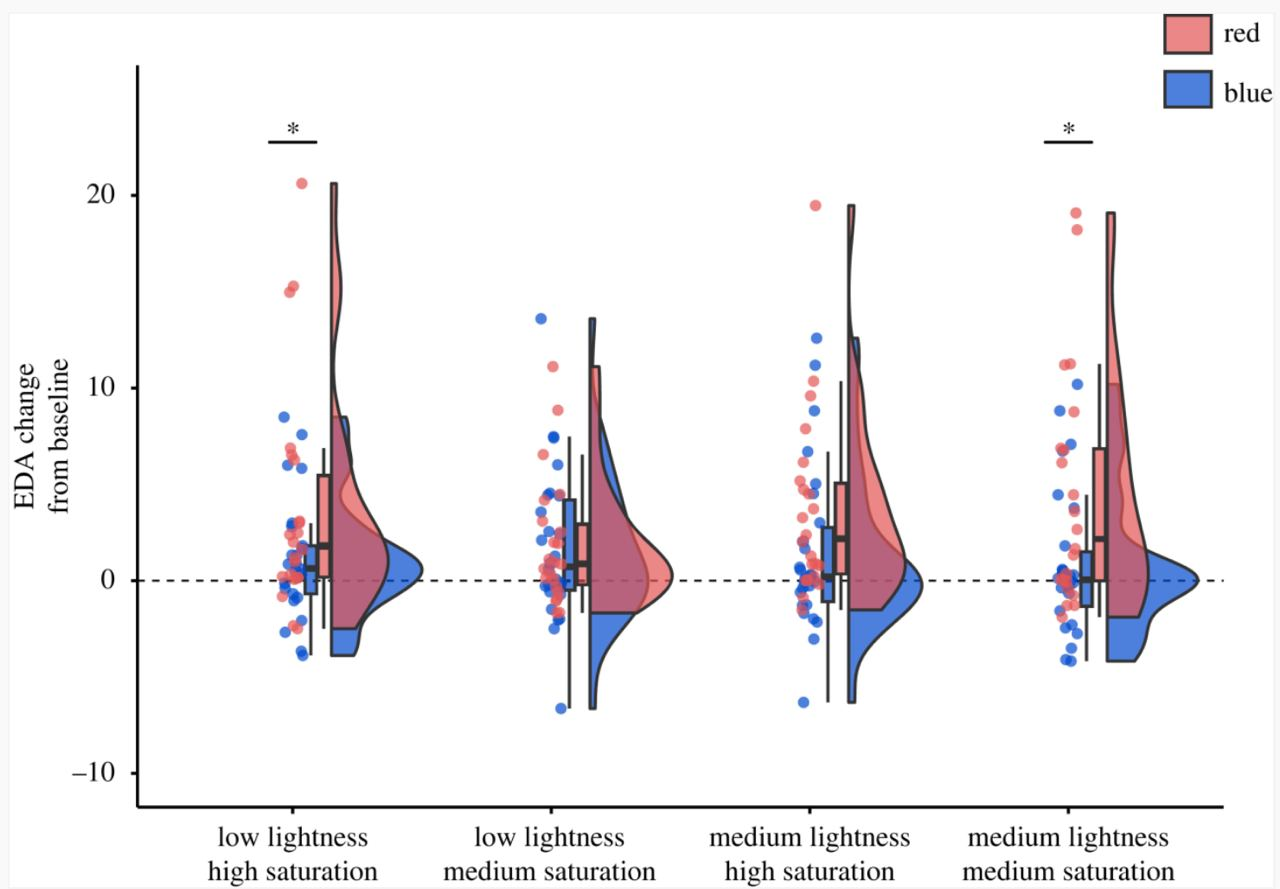 red
blue
*
*
20
10
0
–10
EDA change
from baseline
low lightness
high saturation
low lightness
medium saturation
medium lightness
high saturation
medium lightness
medium saturation